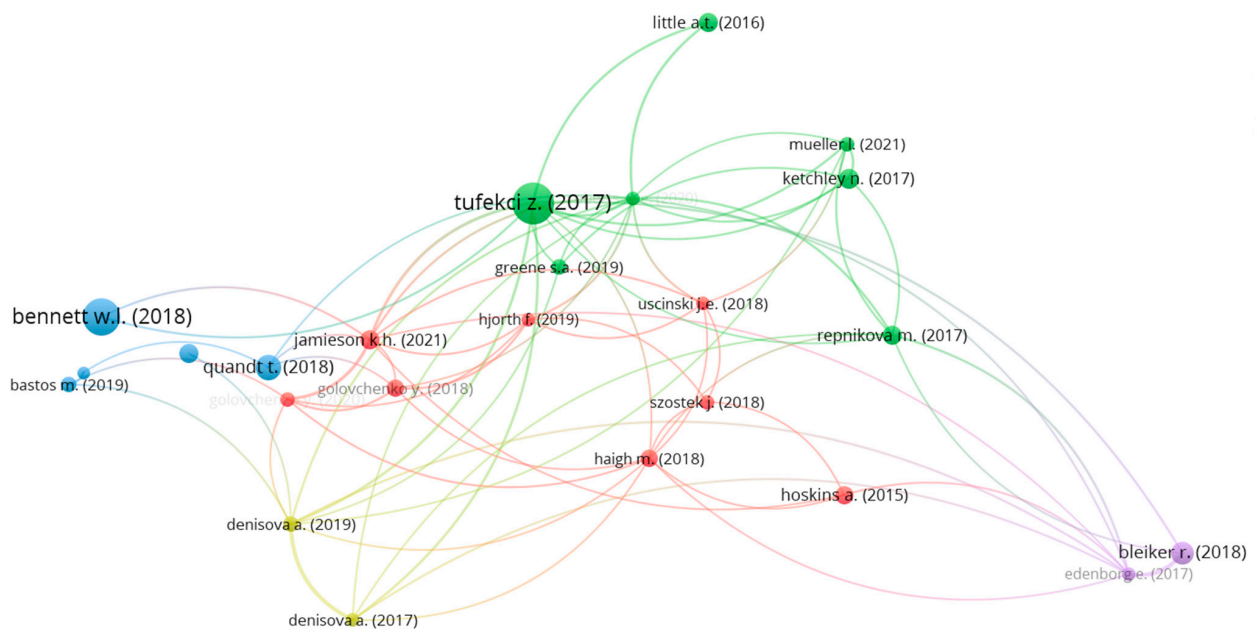 little a.t. (2016)
mueller l. (2021)
ketchley n. (2017)
tufekci z. (2017)
greene s.a. (2019)
uscinski j.e. (2018)
bennett w.l. (2018)
hjorth f. (2019)
repnikova m. (2017)
jamieson k.h. (2021)
quandt t. (2018)
bastos m. (2019)
golovchenko y. (2018)
szostek j. (2018)
haigh m. (2018)
hoskins a. (2015)
denisova a. (2019)
bleiker r. (2018)
edenborg e. (2017)
denisova a. (2017)